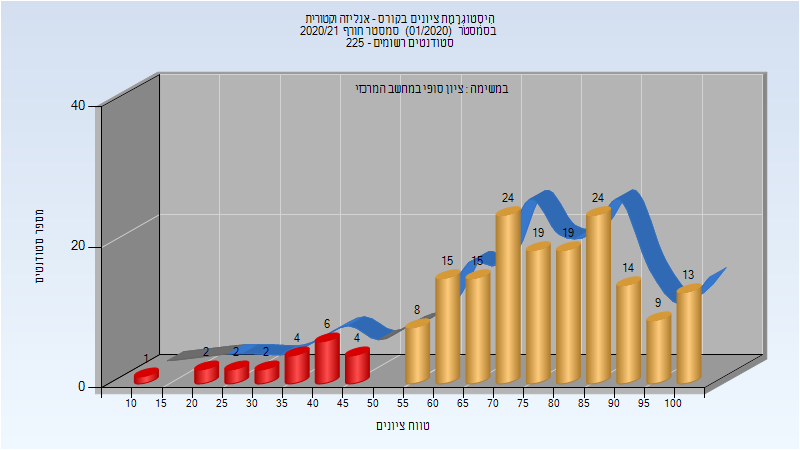 היסטוגרמת ציונים בקורס - אנליזה וקטורית
בסמסטר (01/2020) סמסטר חורף 2020/21
סטודנטים רשומים - 225
במשימה : ציון סופי במחשב המרכזי
מספר סטודנטים
40
20
0
1 2 2 2 4 6 4 8 15 15 24 19 19 24 14 9 13
10 15 20 25 30 35 40 45 50 55 60 65 70 75 80 85 90 95 100
טווח ציונים